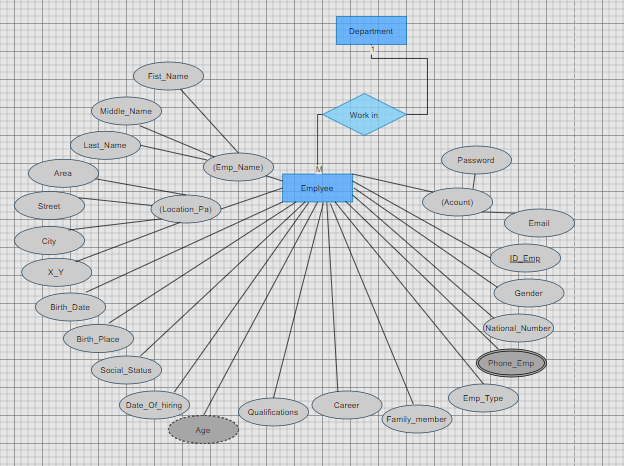 Department
1
Fist_Name
Middle_Name
Work in
Last_Name
Password
(Emp_Name)
M
Area
Emplyee
Street
(Location_Pa)
(Acount)
Email
City
ID_Emp
X_Y
Gender
Birth_Date
National_Number
Birth_Place
Phone_Emp
Social_Status
Emp_Type
Date_Of_hiring
Career
Qualifications
Family_member
Age